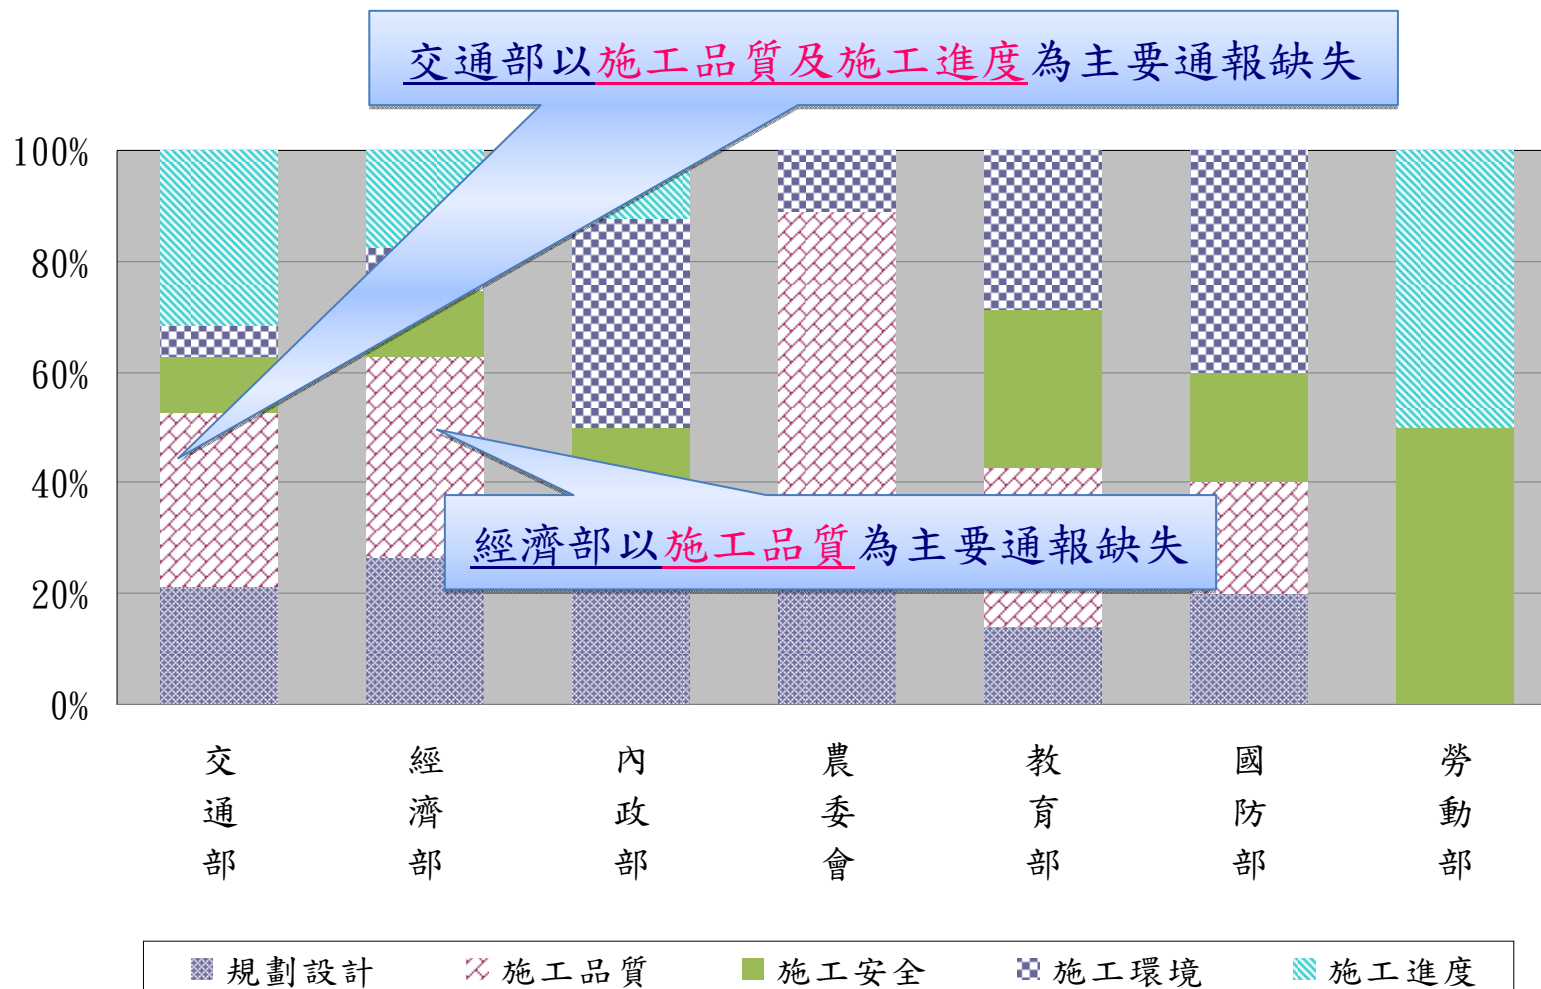 交通部以施工品質及施工進度為主要通報缺失
100%
80%
60%
40%
20%
0%
經濟部以施工品質為主要通報缺失
交通部
經濟部
內政部
農委會
教育部
國防部
勞動部
規劃設計
施工品質
施工安全
施工環境
施工進度